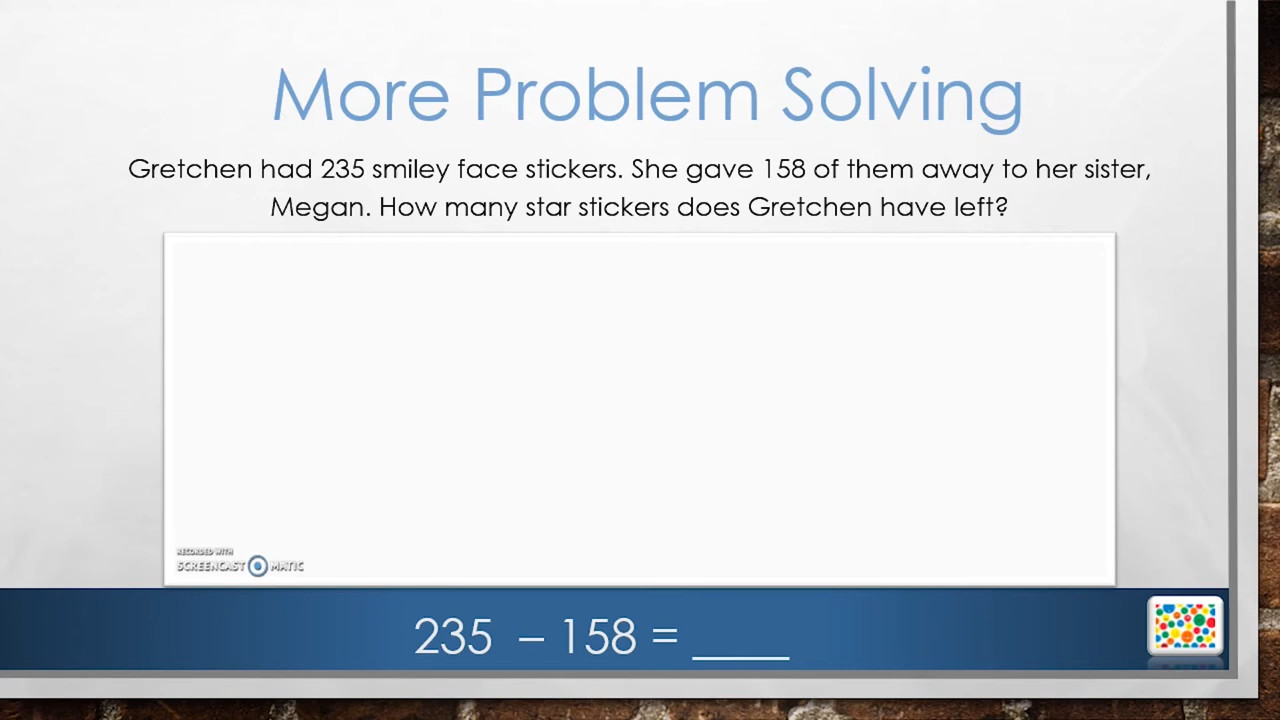 More Problem Solving
Gretchen had 235 smiley face stickers. She gave 158 of them away to her sister,
Megan. How many star stickers does Gretchen have left?
RECORDED WITH
SCREENCAST MATIC
235 – 158 = ____